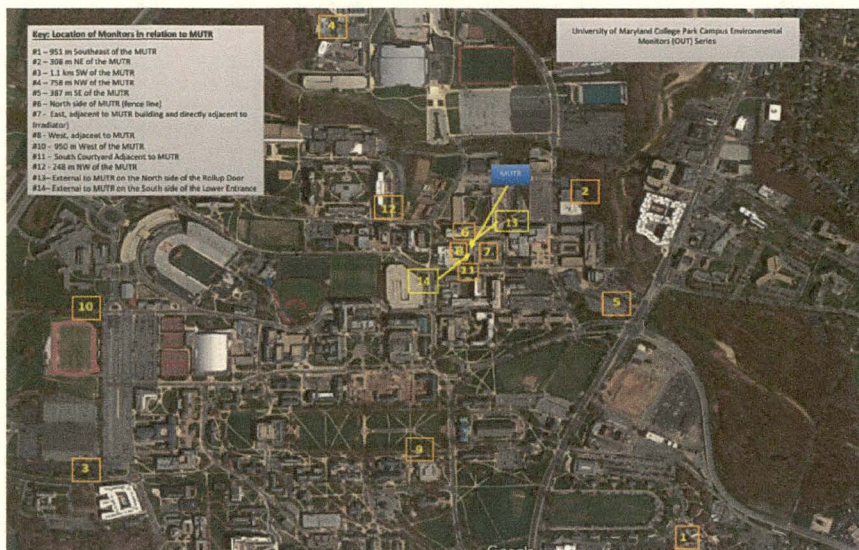 Key: Location of Monitors in relation to MUTR
#1 – 951 m Southeast of the MUTR
#2 – 308 m NE of the MUTR
#3 – 1.1 km SW of the MUTR
#4 – 758 m NW of the MUTR
#5 – 387 m SE of the MUTR
#6 – North side of MUTR (fence line)
#7 – East, adjacent to MUTR building and directly adjacent to
Irradiator)
#8 – West, adjacent to MUTR
#10 – 950 m West of the MUTR
#11 – South Courtyard Adjacent to MUTR
#12 - 248 m NW of the MUTR
#13– External to MUTR on the North side of the Rollup Door
#14– External to MUTR on the South side of the Lower Entrance
University of Maryland College Park Campus Environmental
Monitors (OUT) Series
4
MUTR
2
12
6
13
8
7
11
14
5
10
9
3
1
Google